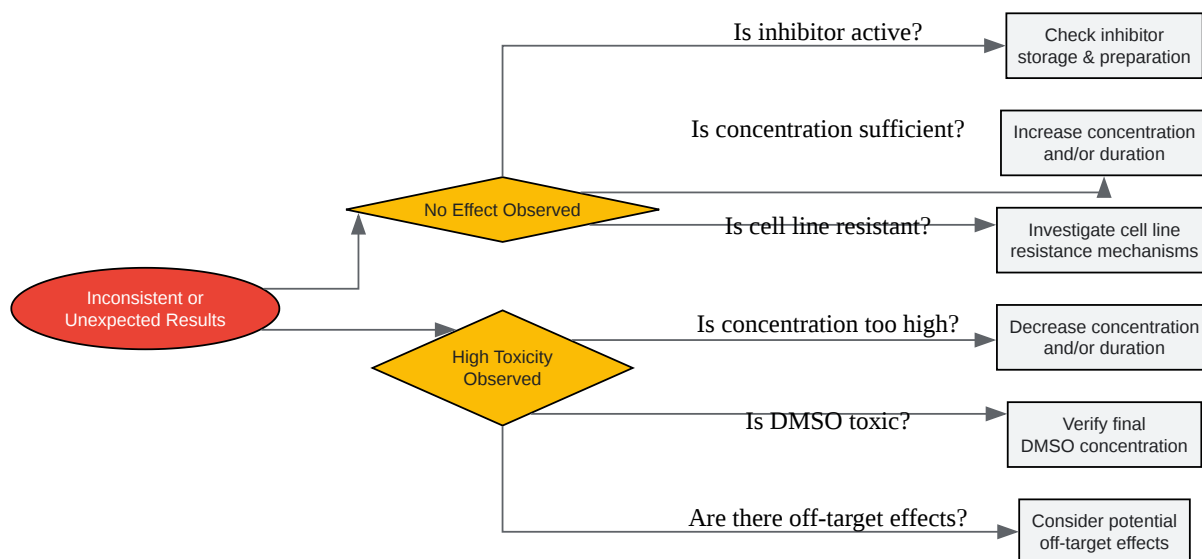 Is inhibitor active?
Check inhibitor
storage & preparation
Is concentration sufficient?
Increase concentration
and/or duration
No Effect Observed
Is cell line resistant?
Investigate cell line
resistance mechanisms
Inconsistent or
Unexpected Results
Is concentration too high?
Decrease concentration
and/or duration
High Toxicity
Observed
Is DMSO toxic?
Verify final
DMSO concentration
Are there off-target effects?
Consider potential
off-target effects